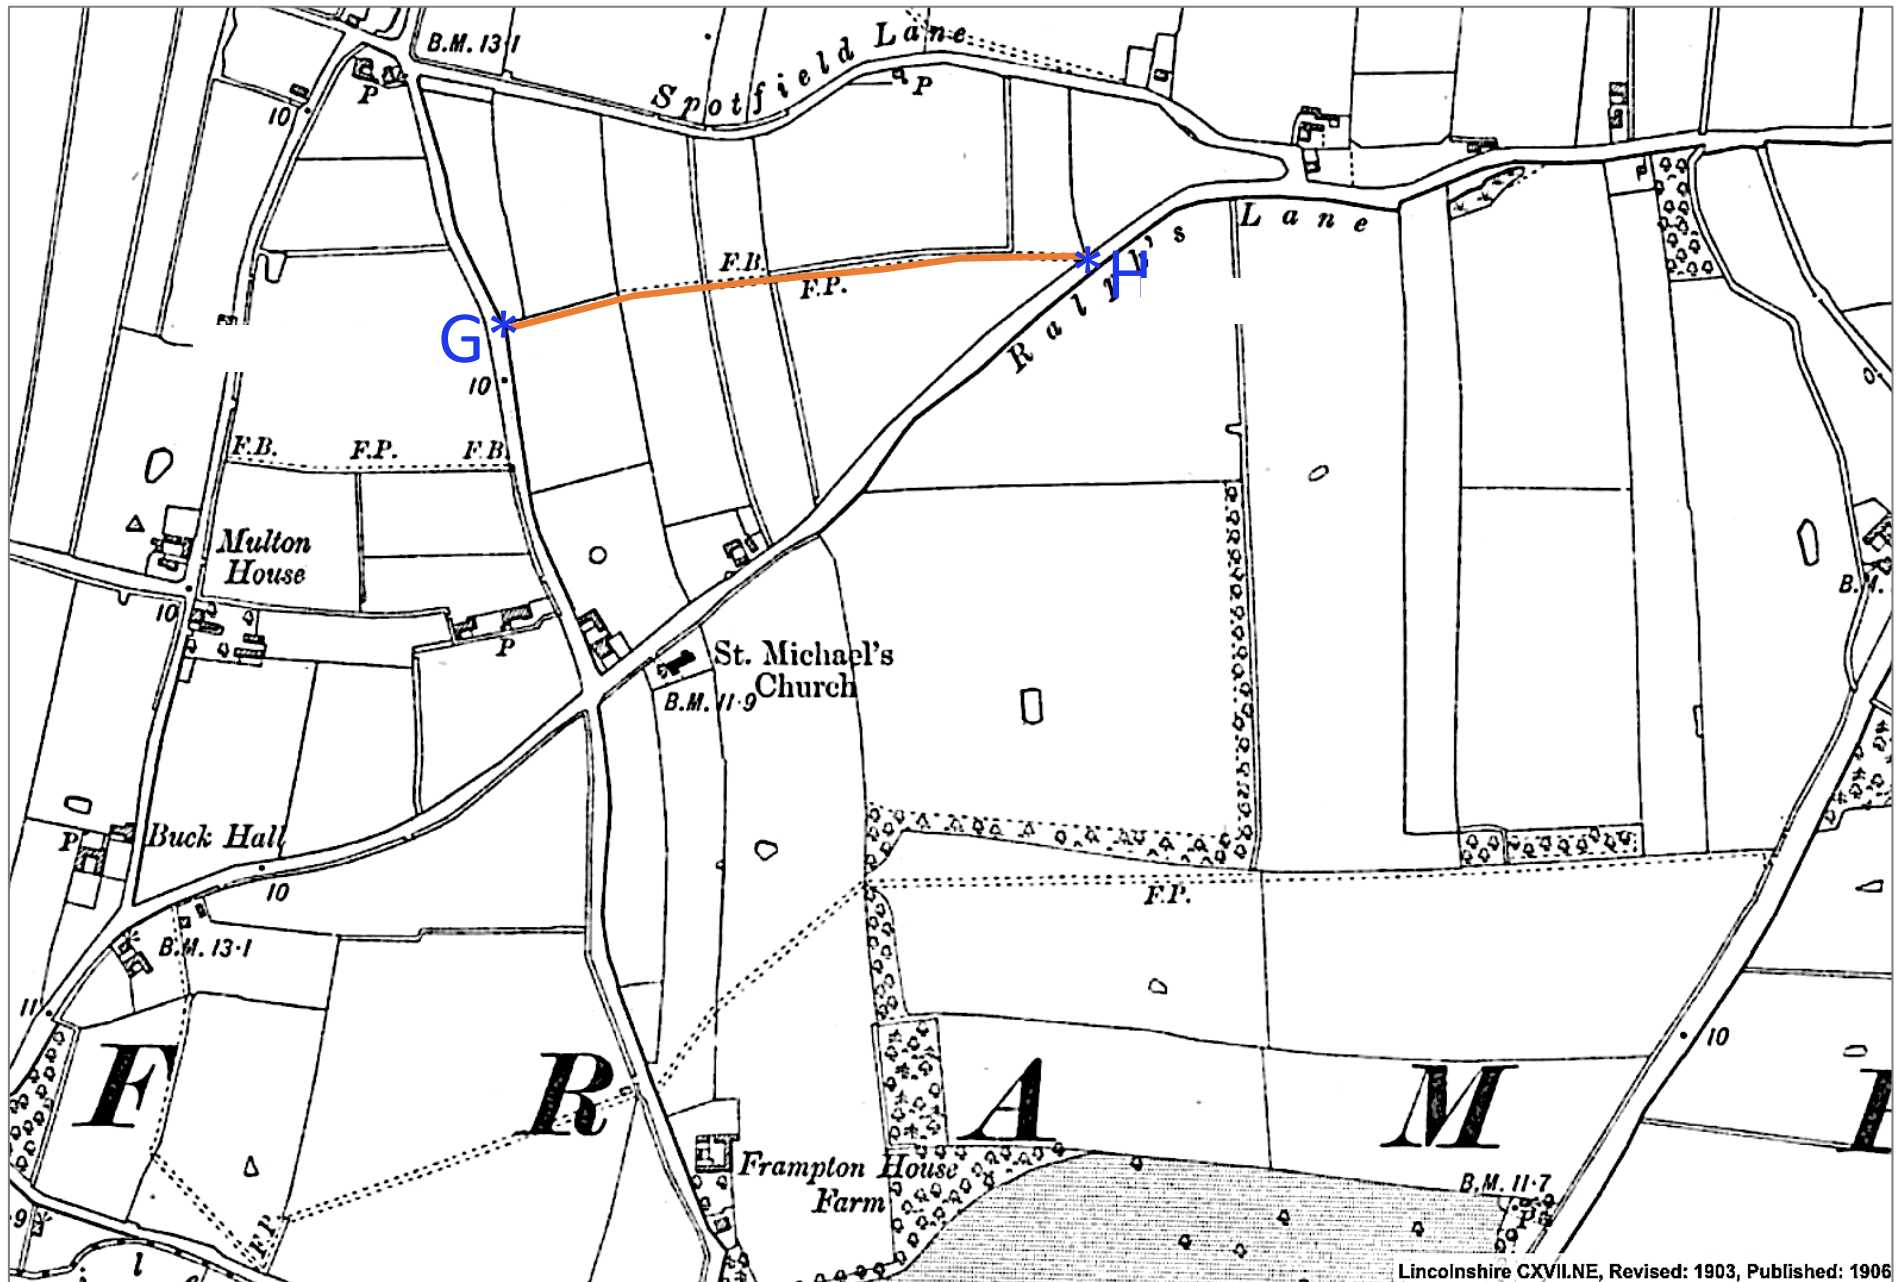 B.M. 13·1
Spotfield Lane
P
P
10
Lane
Ralph's
F.B.
F.P.
H
G
10
F.B.
F.P.
F.B.
Multon
House
10
P
St. Michael's
Church
B.M. 11·9
B.M.
P
Buck Hall
10
F.P.
B.M. 13·1
11
10
F R A M
Frampton House
Farm
B.M. 11·7
P
F.P.
·9
Lincolnshire CXVII.NE, Revised: 1903, Published: 1906